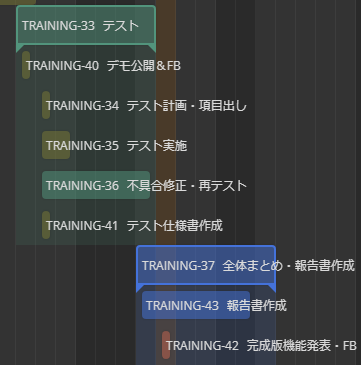 TRAINING-33 テスト
TRAINING-40 デモ公開＆FB
TRAINING-34 テスト計画・項目出し
TRAINING-35 テスト実施
TRAINING-36 不具合修正・再テスト
TRAINING-41 テスト仕様書作成
TRAINING-37 全体まとめ・報告書作成
TRAINING-43 報告書作成
TRAINING-42 完成版機能発表・FB